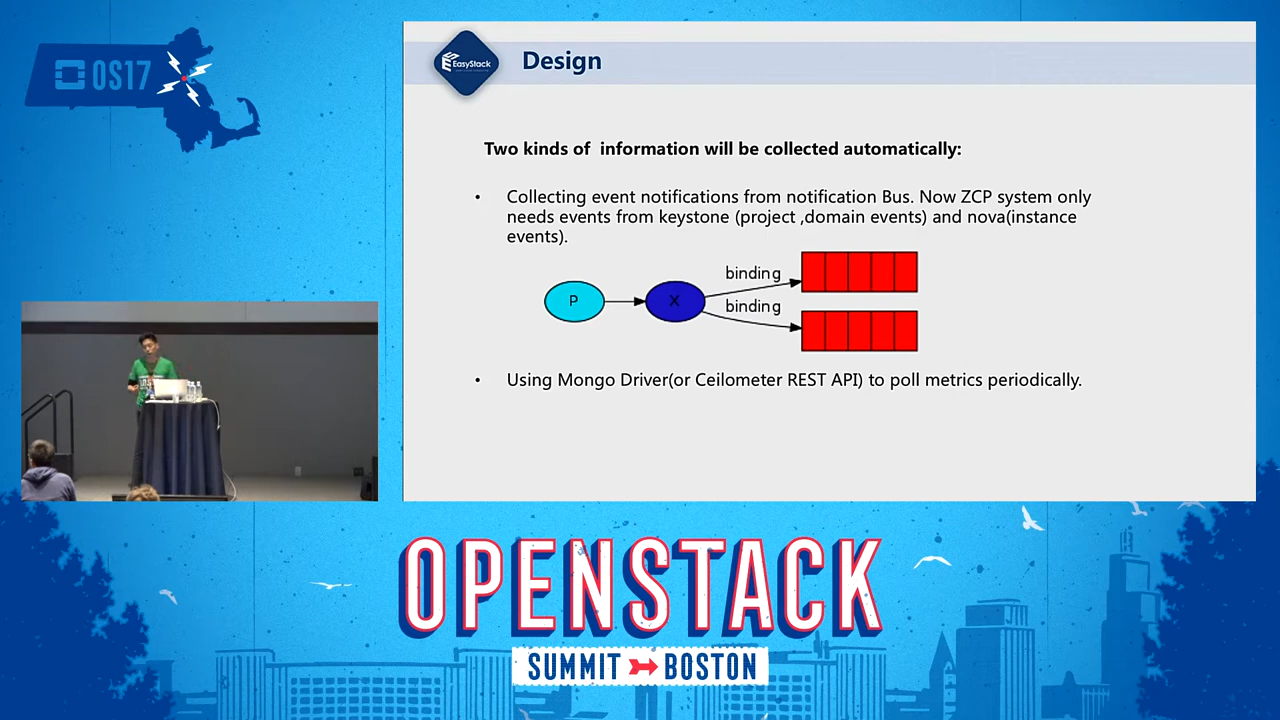 OS17
EasyStack
Design
Two kinds of  information will be collected automatically:
• Collecting event notifications from notification Bus. Now ZCP system only
needs events from keystone (project ,domain events) and nova(instance
events).
binding
P
X
binding
• Using Mongo Driver(or Ceilometer REST API) to poll metrics periodically.
OPENSTACK
SUMMIT BOSTON